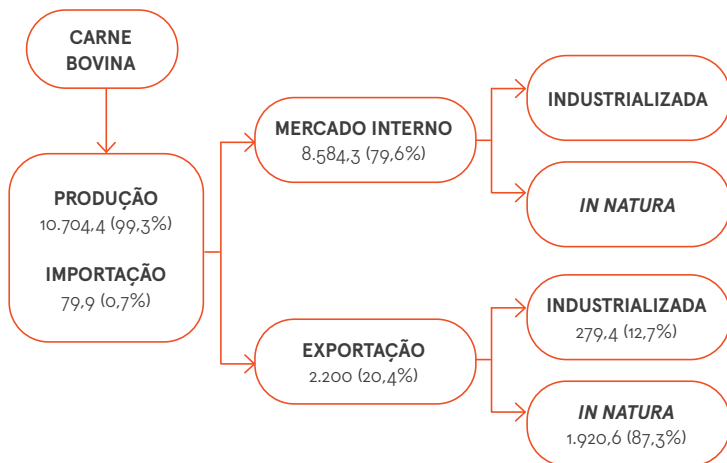 CARNE
BOVINA
PRODUÇÃO
10.704,4 (99,3%)
IMPORTAÇÃO
79,9 (0,7%)
MERCADO INTERNO
8.584,3 (79,6%)
EXPORTAÇÃO
2.200 (20,4%)
INDUSTRIALIZADA
IN NATURA
INDUSTRIALIZADA
279,4 (12,7%)
IN NATURA
1.920,6 (87,3%)